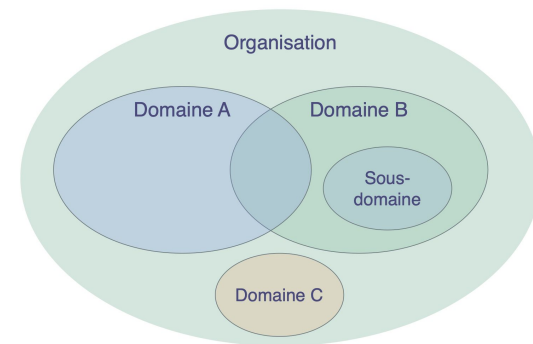 Organisation
Domaine A
Domaine B
Sous-
domaine
Domaine C